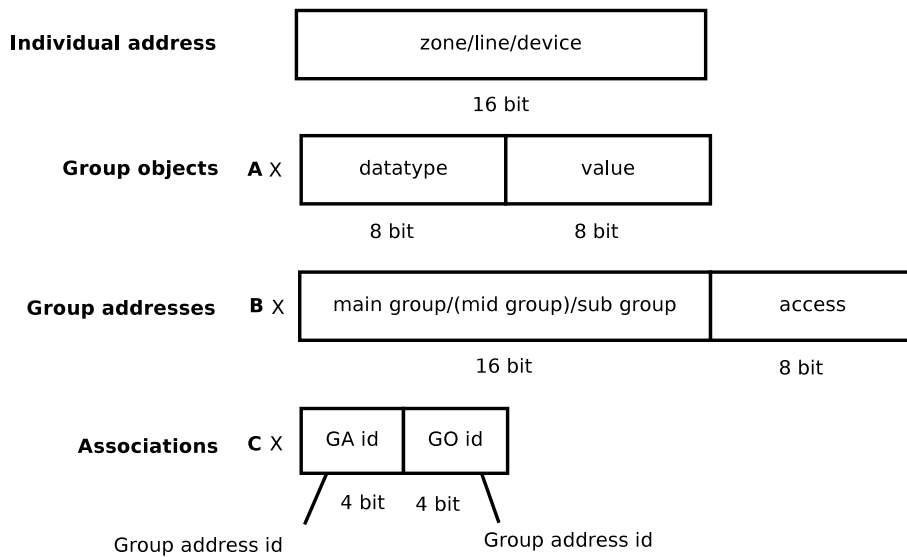 Individual address zone/line/device
16 bit
Group objects A X datatype value
8 bit 8 bit
Group addresses B X main group/(mid group)/sub group access
16 bit 8 bit
Associations C X GA id GO id
4 bit 4 bit
Group address id Group address id